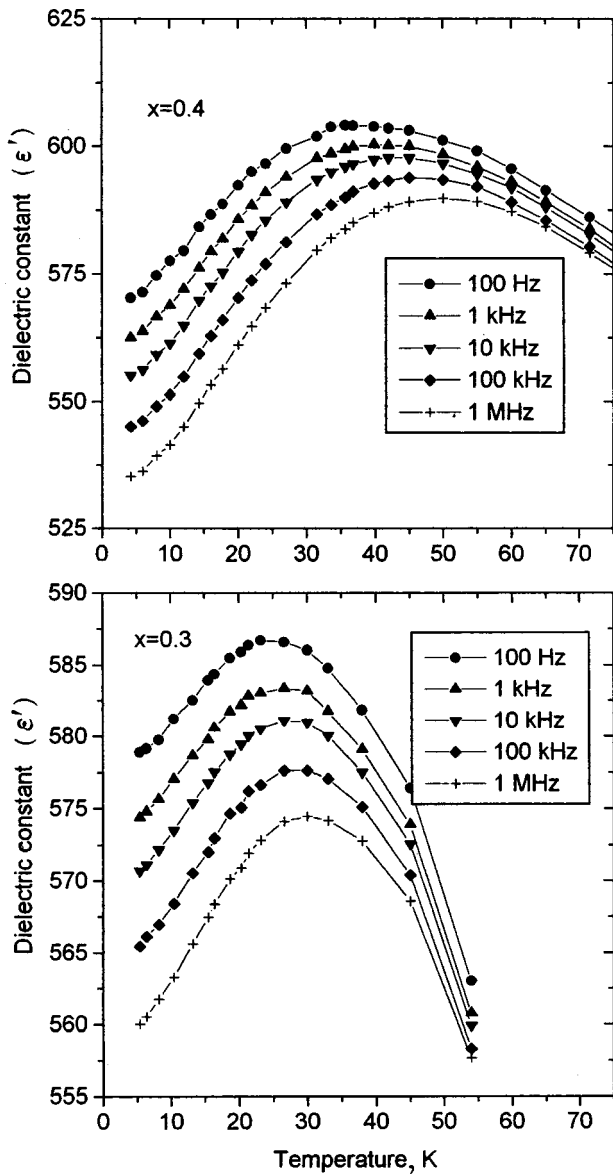 625
600
575
550
525
Dielectric constant (ε')
x=0.4
100 Hz
1 kHz
10 kHz
100 kHz
1 MHz
0 10 20 30 40 50 60 70
590
585
580
575
570
565
560
555
Dielectric constant (ε')
x=0.3
100 Hz
1 kHz
10 kHz
100 kHz
1 MHz
0 10 20 30 40 50 60 70
Temperature, K